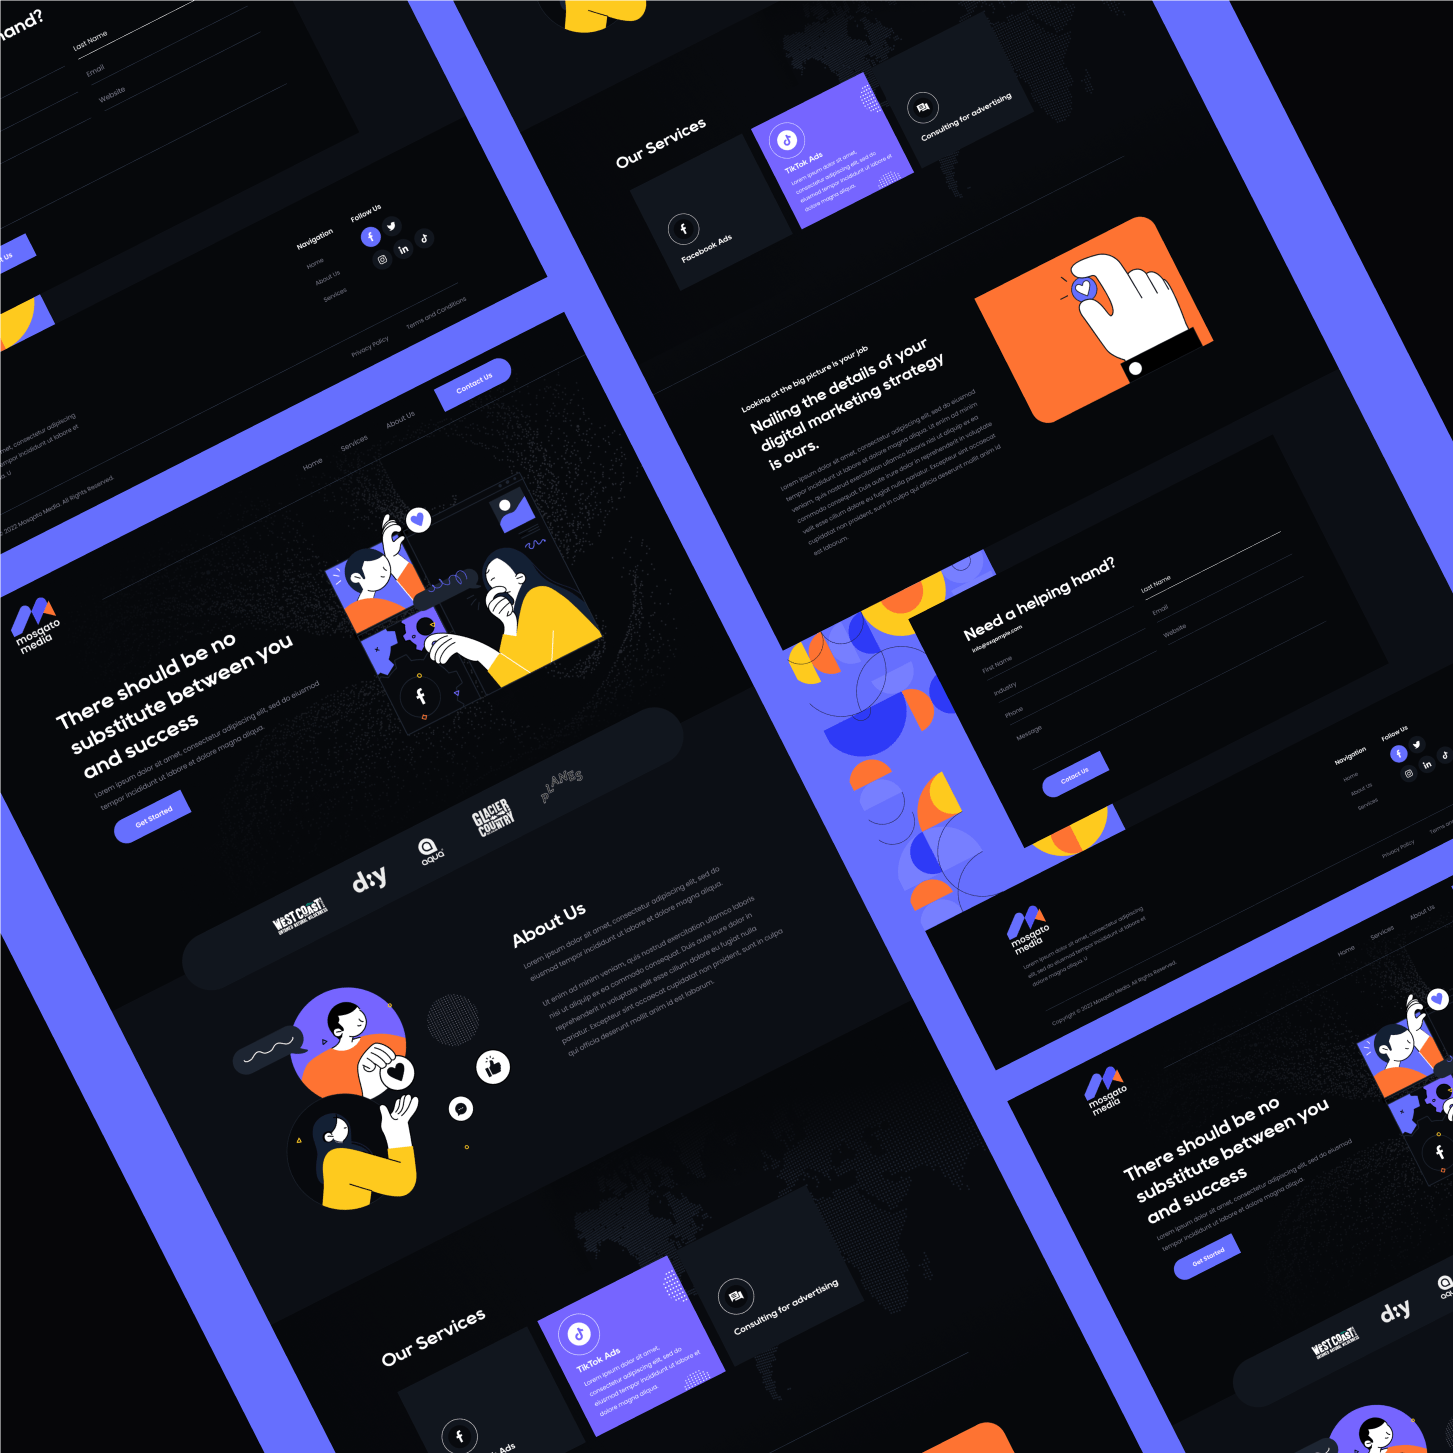 hand?
Last Name
Email
Website
t Us
Navigation
Home
About Us
Services
Follow Us
Privacy Policy
Terms and Conditions
met, consectetur adipiscing
mpor incididunt ut labore et
2022 Mosqato Media. All Rights Reserved.
mosqato
media
Home
Services
About Us
Contact Us
There should be no
substitute between you
and success
Lorem ipsum dolor sit amet, consectetur adipiscing elit, sed do eiusmod
tempor incididunt ut labore et dolore magna aliqua.
Get Started
WEST COAST
diy
aqua
GLACIER
COUNTRY
PLANES
About Us
Lorem ipsum dolor sit amet, consectetur adipiscing elit, sed do
eiusmod tempor incididunt ut labore et dolore magna aliqua.
Ut enim ad minim veniam, quis nostrud exercitation ullamco laboris
nisi ut aliquip ex ea commodo consequat. Duis aute irure dolor in
reprehenderit in voluptate velit esse cillum dolore eu fugiat nulla
pariatur. Excepteur sint occaecat cupidatat non proident, sunt in culpa
qui officia deserunt mollit anim id est laborum.
Our Services
Ads
TikTok Ads
Lorem ipsum dolor sit amet,
consectetur adipiscing elit, sed do
eiusmod tempor incididunt ut labore et
dolore magna aliqua.
Consulting for advertising
Our Services
Facebook Ads
TikTok Ads
Lorem ipsum dolor sit amet,
consectetur adipiscing elit, sed do
eiusmod tempor incididunt ut labore et
dolore magna aliqua.
Consulting for advertising
Looking at the big picture is your job
Nailing the details of your
digital marketing strategy
is ours.
Lorem ipsum dolor sit amet, consectetur adipiscing elit, sed do eiusmod
tempor incididunt ut labore et dolore magna aliqua. Ut enim ad minim
veniam, quis nostrud exercitation ullamco laboris nisi ut aliquip ex ea
commodo consequat. Duis aute irure dolor in reprehenderit in voluptate
velit esse cillum dolore eu fugiat nulla pariatur. Excepteur sint occaecat
cupidatat non proident, sunt in culpa qui officia deserunt mollit anim id
est laborum.
Need a helping hand?
First Name
Last Name
Industry
Email
Phone
Website
Message
Catact Us
Navigation
Home
About Us
Services
Follow Us
Privacy Policy
Terms an
mosqato
media
Lorem ipsum dolor sit amet, consectetur adipiscing
elit, sed do eiusmod tempor incididunt ut labore et
dolore magna aliqua. U
Copyright © 2022 Mosqato Media. All Rights Reserved.
mosqato
media
Home
Services
About Us
There should be no
substitute between you
and success
Lorem ipsum dolor sit amet, consectetur adipiscing elit, sed do eiusmod
tempor incididunt ut labore et dolore magna aliqua.
Get Started
WEST COAST
diy